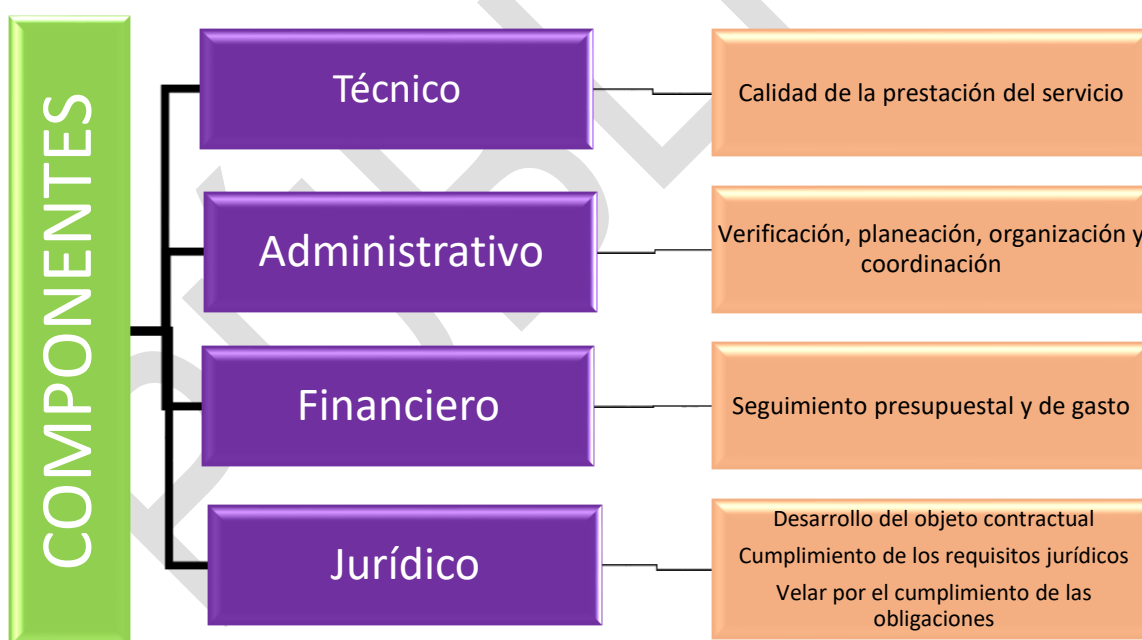 COMPONENTES
Técnico
Calidad de la prestación del servicio
Administrativo
Verificación, planeación, organización y
coordinación
Financiero
Seguimiento presupuestal y de gasto
Jurídico
Desarrollo del objeto contractual
Cumplimiento de los requisitos jurídicos
Velar por el cumplimiento de las
obligaciones